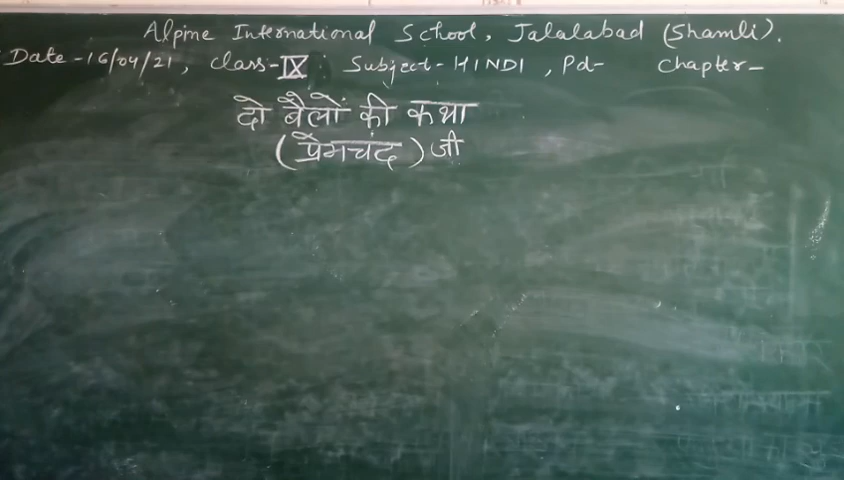 Alpine International School, Jalalabad (Shamli).
Date-16/04/21, class-IX Subject-HINDI, Pd- Chapter-
दो बैलों की कथा
(प्रेमचंद) जी